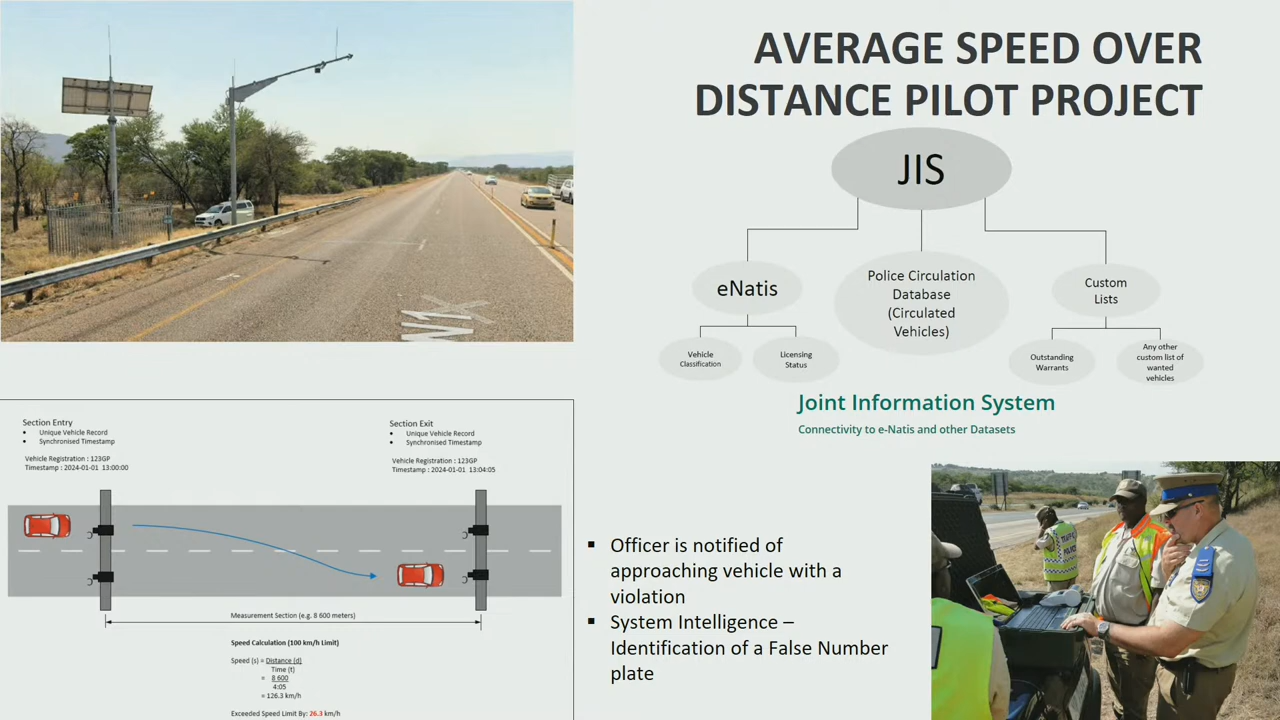 AVERAGE SPEED OVER
DISTANCE PILOT PROJECT
JIS
eNatis
Police Circulation
Database
(Circulated
Vehicles)
Custom
Lists
Vehicle
Classification
Licensing
Status
Outstanding
Warrants
Any other
custom list of
wanted
vehicles
Joint Information System
Connectivity to e-Natis and other Datasets
N1X
Section Entry
• Unique Vehicle Record
• Synchronised Timestamp
Vehicle Registration : 123GP
Timestamp : 2024-01-01 13:00:00
Section Exit
• Unique Vehicle Record
• Synchronised Timestamp
Vehicle Registration : 123GP
Timestamp : 2024-01-01 13:04:05
Measurement Section (e.g. 8 600 meters)
Speed Calculation (100 km/h Limit)
Speed (s) = Distance (d)
Time (t)
= 8 600
4:05
= 126.3 km/h
Exceeded Speed Limit By: 26.3 km/h
▪ Officer is notified of
approaching vehicle with a
violation
▪ System Intelligence –
Identification of a False Number
plate
TRAFFIC
POLICE